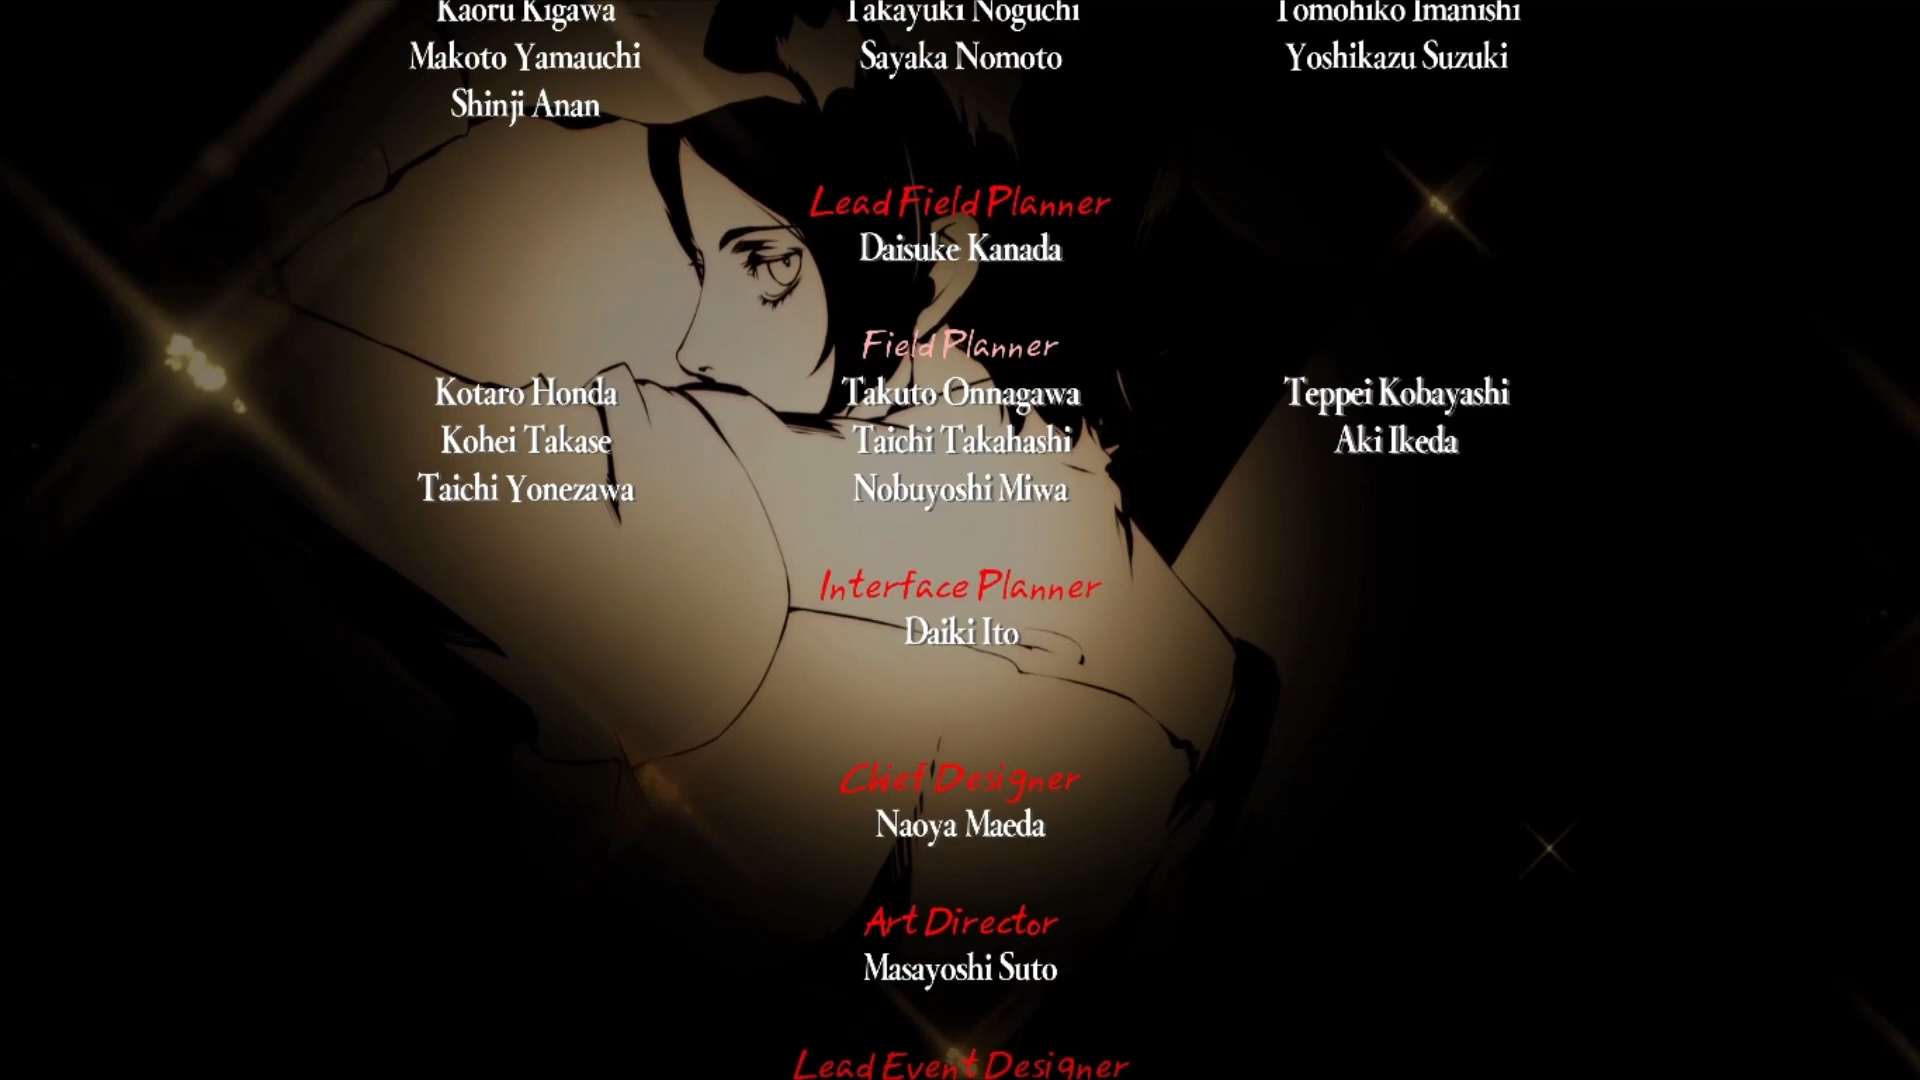 Kaoru Kigawa Takayuki Noguchi Tomohiko Imanishi
Makoto Yamauchi Sayaka Nomoto Yoshikazu Suzuki
Shinji Anan
Lead Field Planner
Daisuke Kanada
Field Planner
Kotaro Honda Takuto Onnagawa Teppei Kobayashi
Kohei Takase Taichi Takahashi Aki Ikeda
Taichi Yonezawa Nobuyoshi Miwa
Interface Planner
Daiki Ito
Chief Designer
Naoya Maeda
Art Director
Masayoshi Suto
Lead Event Designer